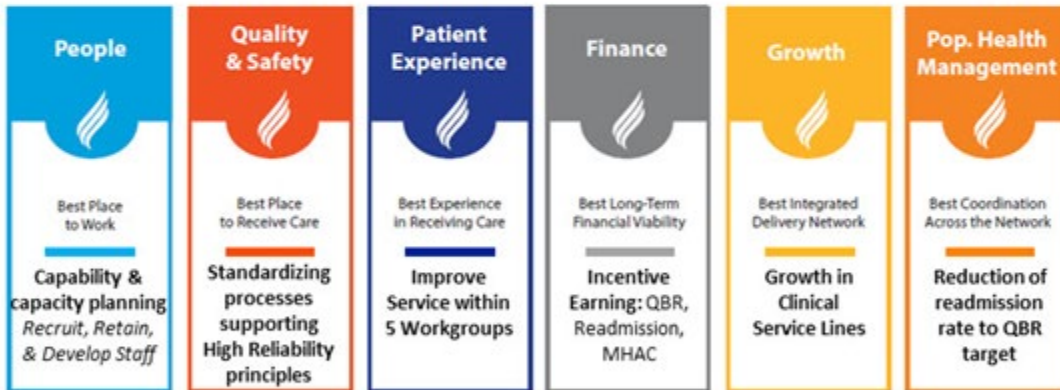 People
Best Place
to Work
Capability &
capacity planning
Recruit, Retain,
& Develop Staff
Quality
& Safety
Best Place
to Receive Care
Standardizing
processes
supporting
High Reliability
principles
Patient
Experience
Best Experience
in Receiving Care
Improve
Service within
5 Workgroups
Finance
Best Long-Term
Financial Viability
Incentive
Earning: QBR,
Readmission,
MHAC
Growth
Best Integrated
Delivery Network
Growth in
Clinical
Service Lines
Pop. Health
Management
Best Coordination
Across the Network
Reduction of
readmission
rate to QBR
target